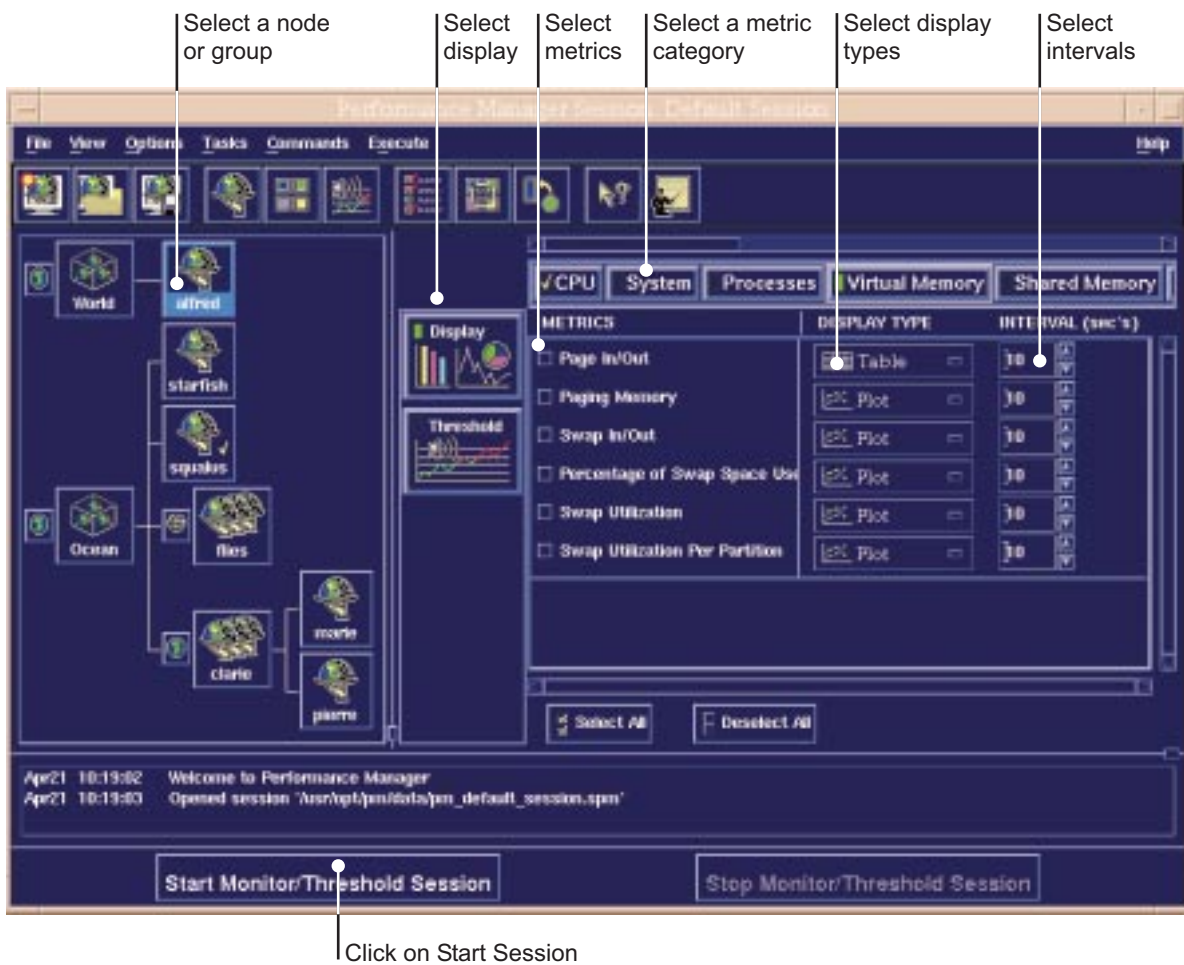 Select a node
or group
Select
display
Select
metrics
Select a metric
category
Select display
types
Select
intervals
Performance Manager Session: Default Session
File View Options Tasks Commands Execute Help
World
alfred
starfish
squalus
Ocean
flies
clarie
marie
pierre
Display
Threshold
CPU System Processes Virtual Memory Shared Memory
METRICS DISPLAY TYPE INTERVAL (sec's)
Page In/Out Table 10
Paging Memory Plot 10
Swap In/Out Plot 10
Percentage of Swap Space Use Plot 10
Swap Utilization Plot 10
Swap Utilization Per Partition Plot 10
Select All Deselect All
Apr21 10:19:02 Welcome to Performance Manager
Apr21 10:19:03 Opened session '/usr/opt/pm/data/pm_default_session.spm'
Start Monitor/Threshold Session Stop Monitor/Threshold Session
Click on Start Session